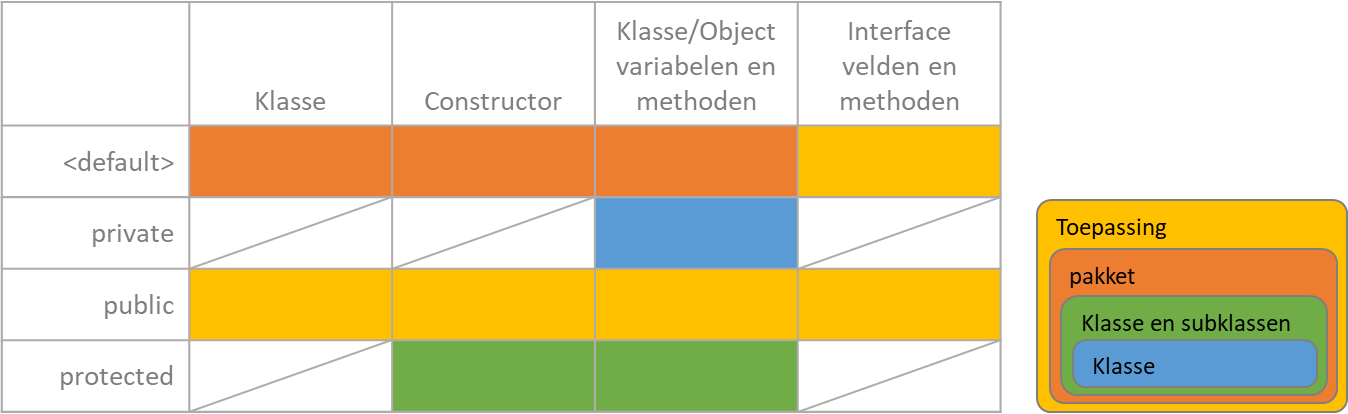 Klasse
Constructor
Klasse/Object
variabelen en
methoden
Interface
velden en
methoden
<default>
private
public
protected
Toepassing
pakket
Klasse en subklassen
Klasse